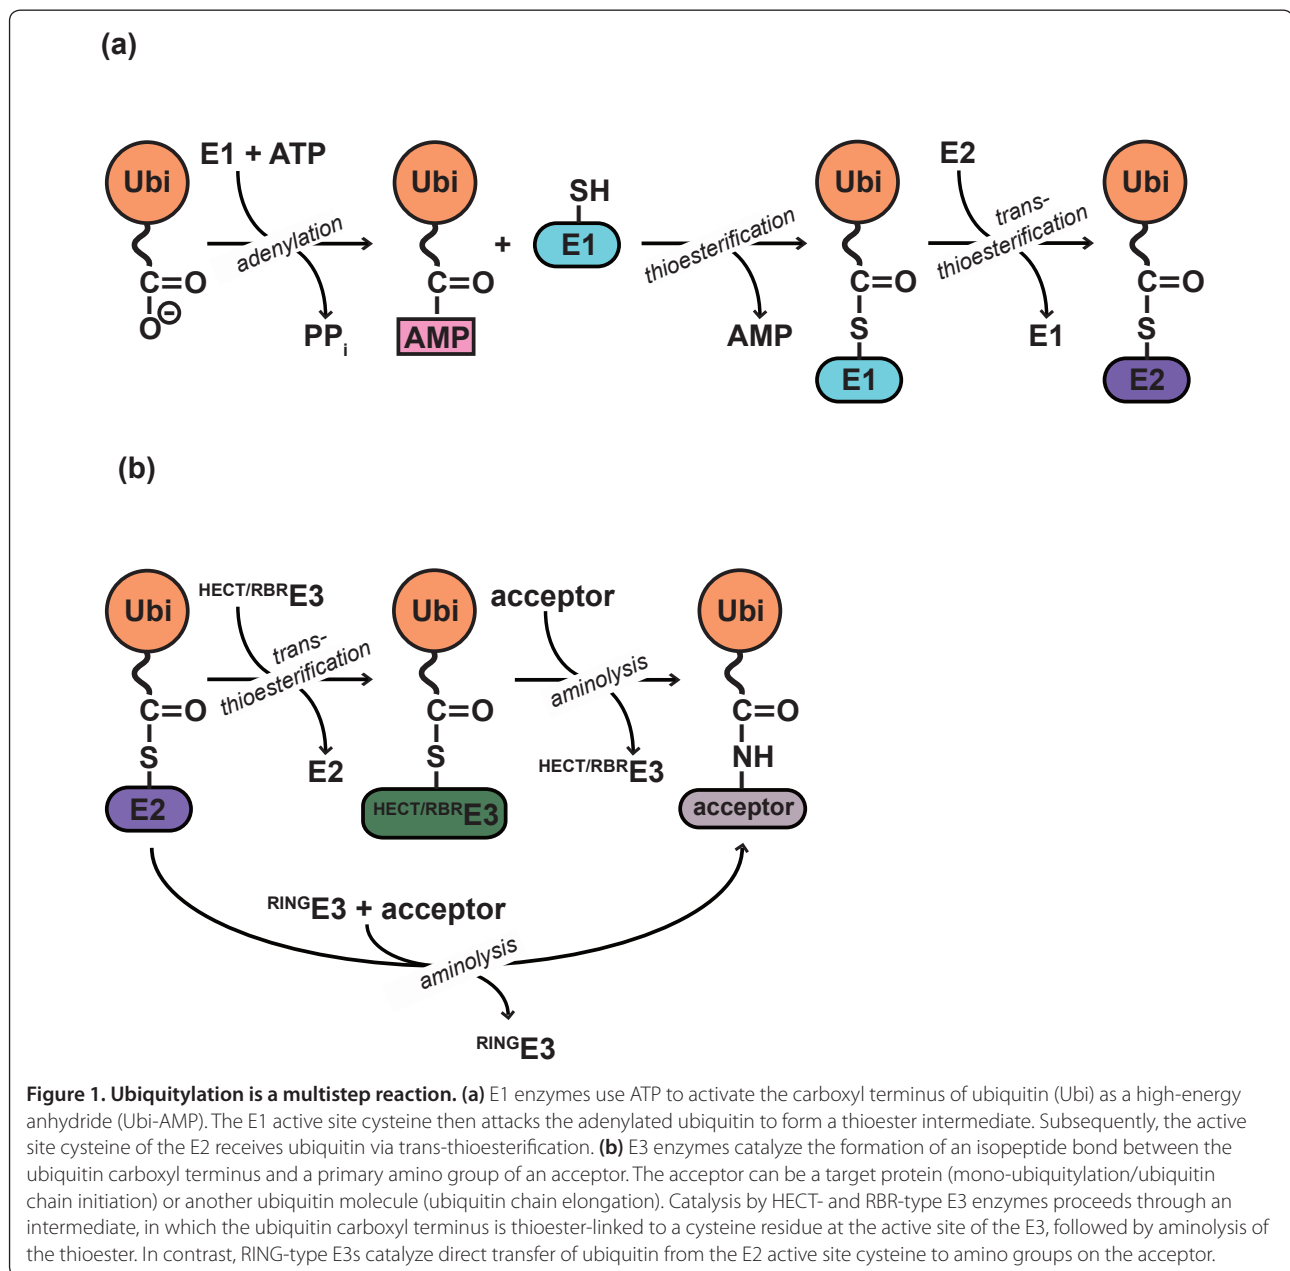 (a)
Ubi
E1 + ATP
adenylation
PPi
C=O
O⊖
Ubi
C=O
AMP
+
SH
E1
thioesterification
AMP
Ubi
C=O
S
E1
E2
trans-
thioesterification
E1
Ubi
C=O
S
E2
(b)
Ubi
C=O
S
E2
HECT/RBRE3
trans-
thioesterification
E2
Ubi
C=O
S
HECT/RBRE3
acceptor
aminolysis
HECT/RBRE3
Ubi
C=O
NH
acceptor
RINGE3 + acceptor
aminolysis
RINGE3
Figure 1. Ubiquitylation is a multistep reaction. (a) E1 enzymes use ATP to activate the carboxyl terminus of ubiquitin (Ubi) as a high-energy
anhydride (Ubi-AMP). The E1 active site cysteine then attacks the adenylated ubiquitin to form a thioester intermediate. Subsequently, the active
site cysteine of the E2 receives ubiquitin via trans-thioesterification. (b) E3 enzymes catalyze the formation of an isopeptide bond between the
ubiquitin carboxyl terminus and a primary amino group of an acceptor. The acceptor can be a target protein (mono-ubiquitylation/ubiquitin
chain initiation) or another ubiquitin molecule (ubiquitin chain elongation). Catalysis by HECT- and RBR-type E3 enzymes proceeds through an
intermediate, in which the ubiquitin carboxyl terminus is thioester-linked to a cysteine residue at the active site of the E3, followed by aminolysis of
the thioester. In contrast, RING-type E3s catalyze direct transfer of ubiquitin from the E2 active site cysteine to amino groups on the acceptor.